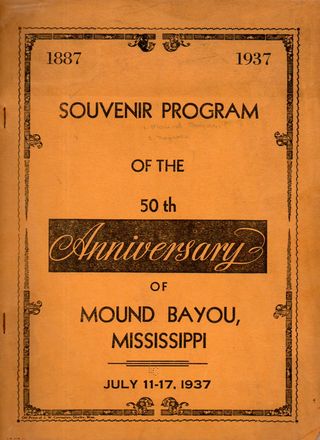 1887 1937
SOUVENIR PROGRAM
OF THE
50 th
Anniversary
OF
MOUND BAYOU,
MISSISSIPPI
JULY 11-17, 1937